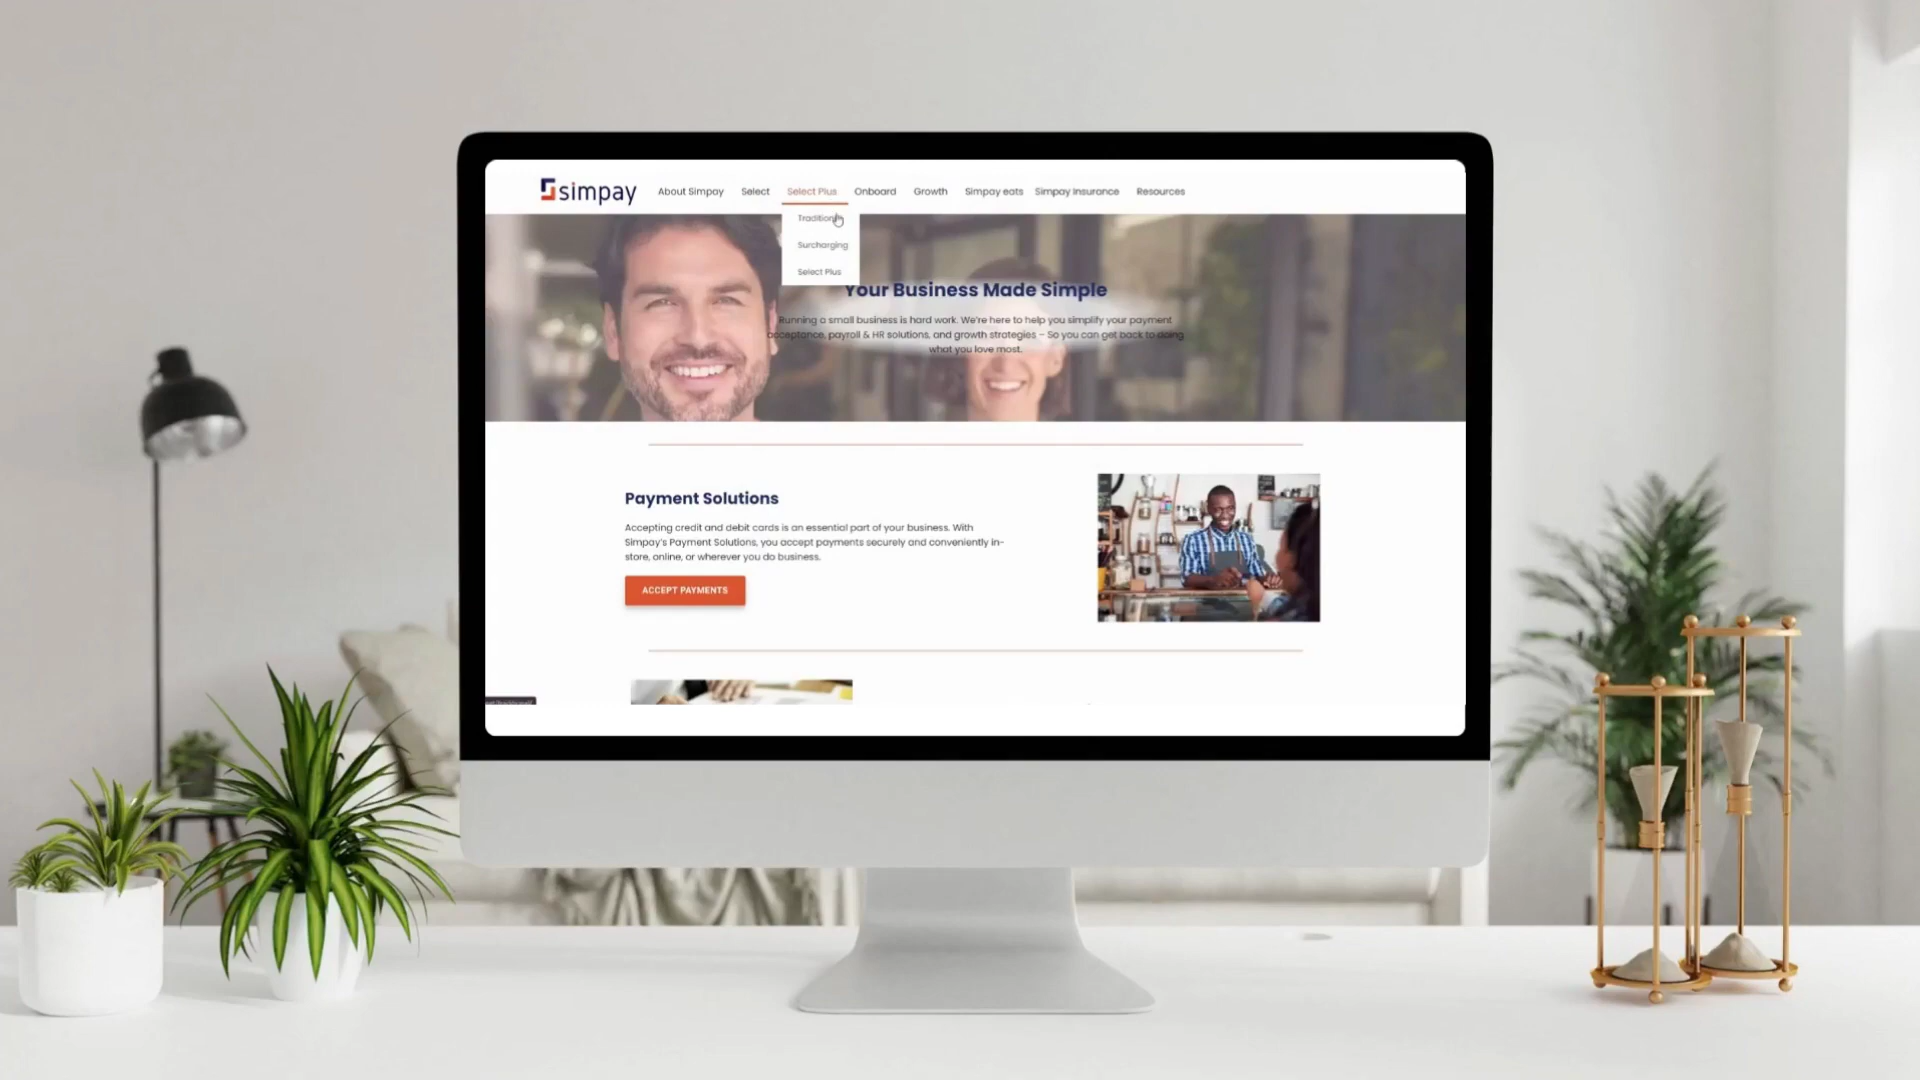 simpay
About Simpay Select Select Plus Onboard Growth Simpay eats Simpay Insurance Resources
Surcharging
Select Plus
Your Business Made Simple
Running a small business is hard work. We're here to help you simplify your payment
acceptance, payroll & HR solutions, and growth strategies – So you can get back to doing
what you love most.
Payment Solutions
Accepting credit and debit cards is an essential part of your business. With
Simpay's Payment Solutions, you accept payments securely and conveniently in-
store, online, or wherever you do business.
ACCEPT PAYMENTS